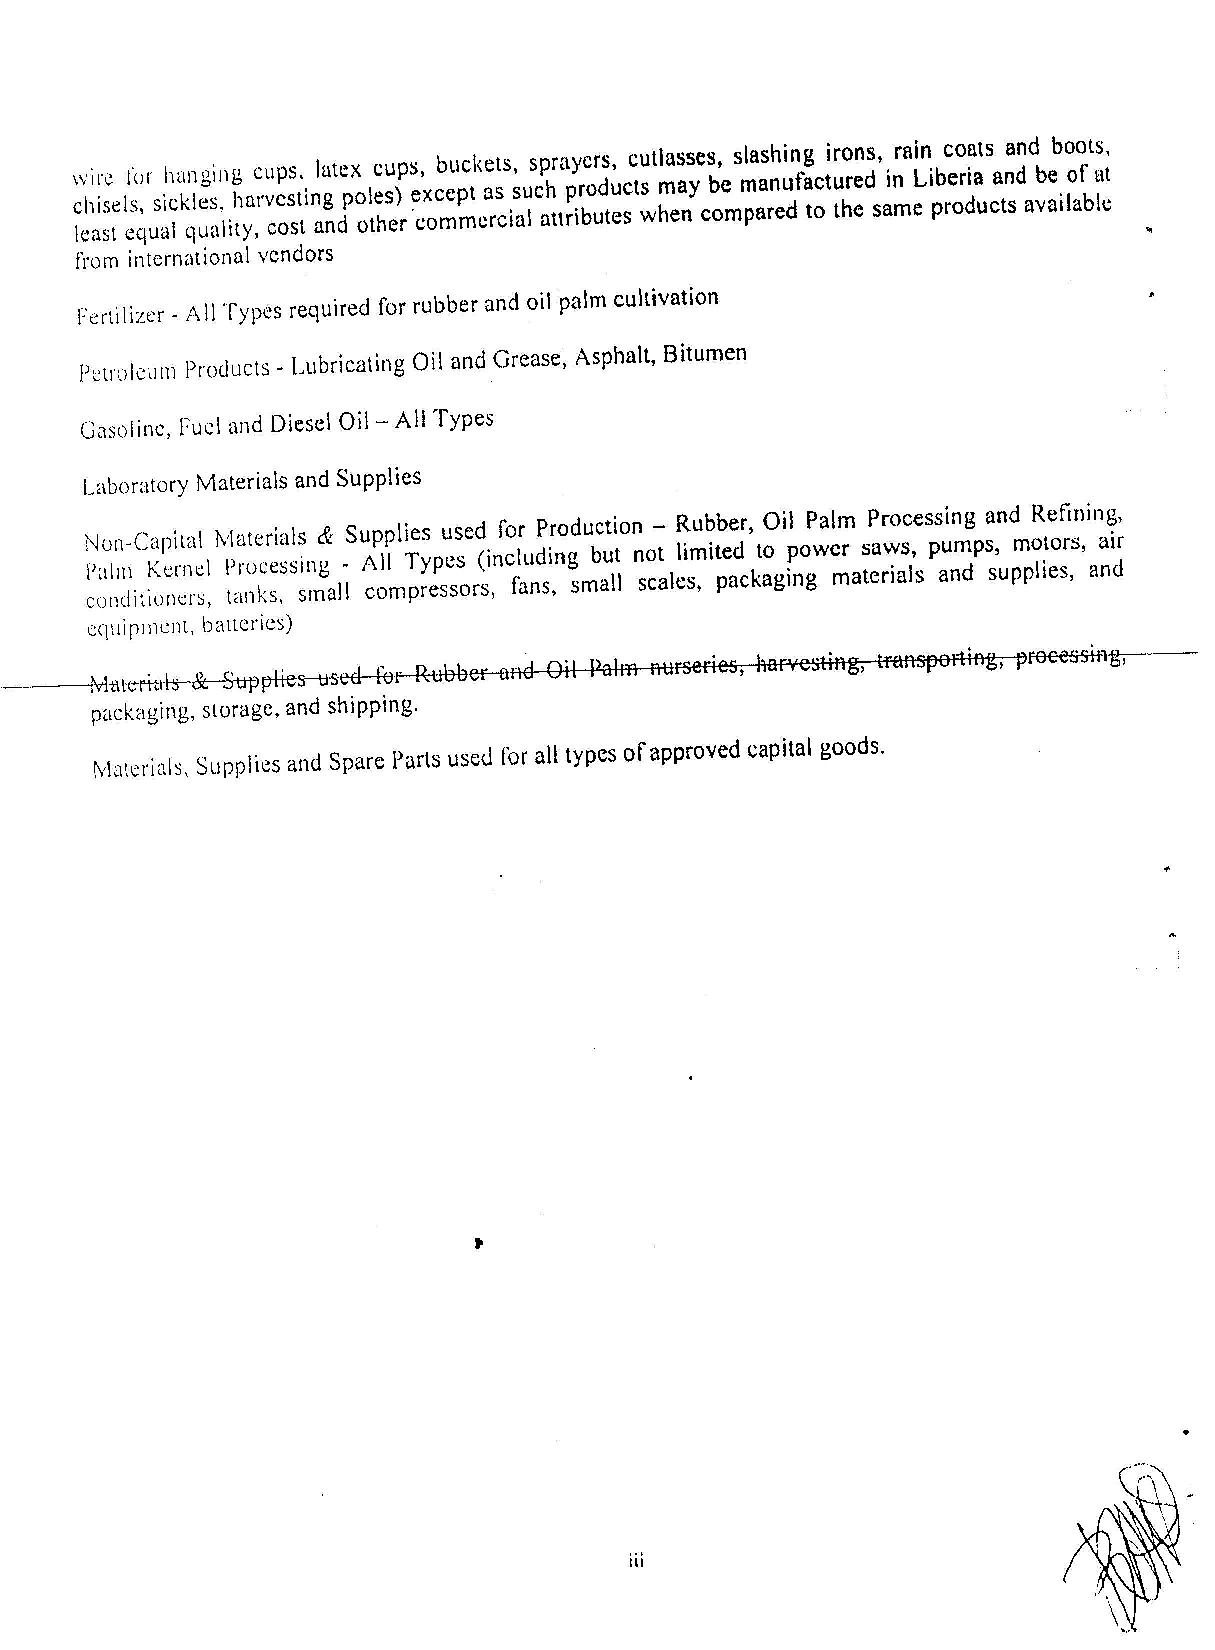 wire for hanging cups, latex cups, buckets, sprayers, cutlasses, slashing irons, rain coats and boots,
chisels, sickles, harvesting poles) except as such products may be manufactured in Liberia and be of at
least equal quality, cost and other commercial attributes when compared to the same products available
from international vendors
Fertilizer - All Types required for rubber and oil palm cultivation
Petroleum Products - Lubricating Oil and Grease, Asphalt, Bitumen
Gasoline, Fuel and Diesel Oil – All Types
Laboratory Materials and Supplies
Non-Capital Materials & Supplies used for Production – Rubber, Oil Palm Processing and Refining,
Palm Kernel Processing - All Types (including but not limited to power saws, pumps, motors, air
conditioners, tanks, small compressors, fans, small scales, packaging materials and supplies, and
equipment, batteries)
Materials & Supplies used for Rubber and Oil Palm nurseries, harvesting, transporting, processing,
packaging, storage, and shipping.
Materials, Supplies and Spare Parts used for all types of approved capital goods.
iii